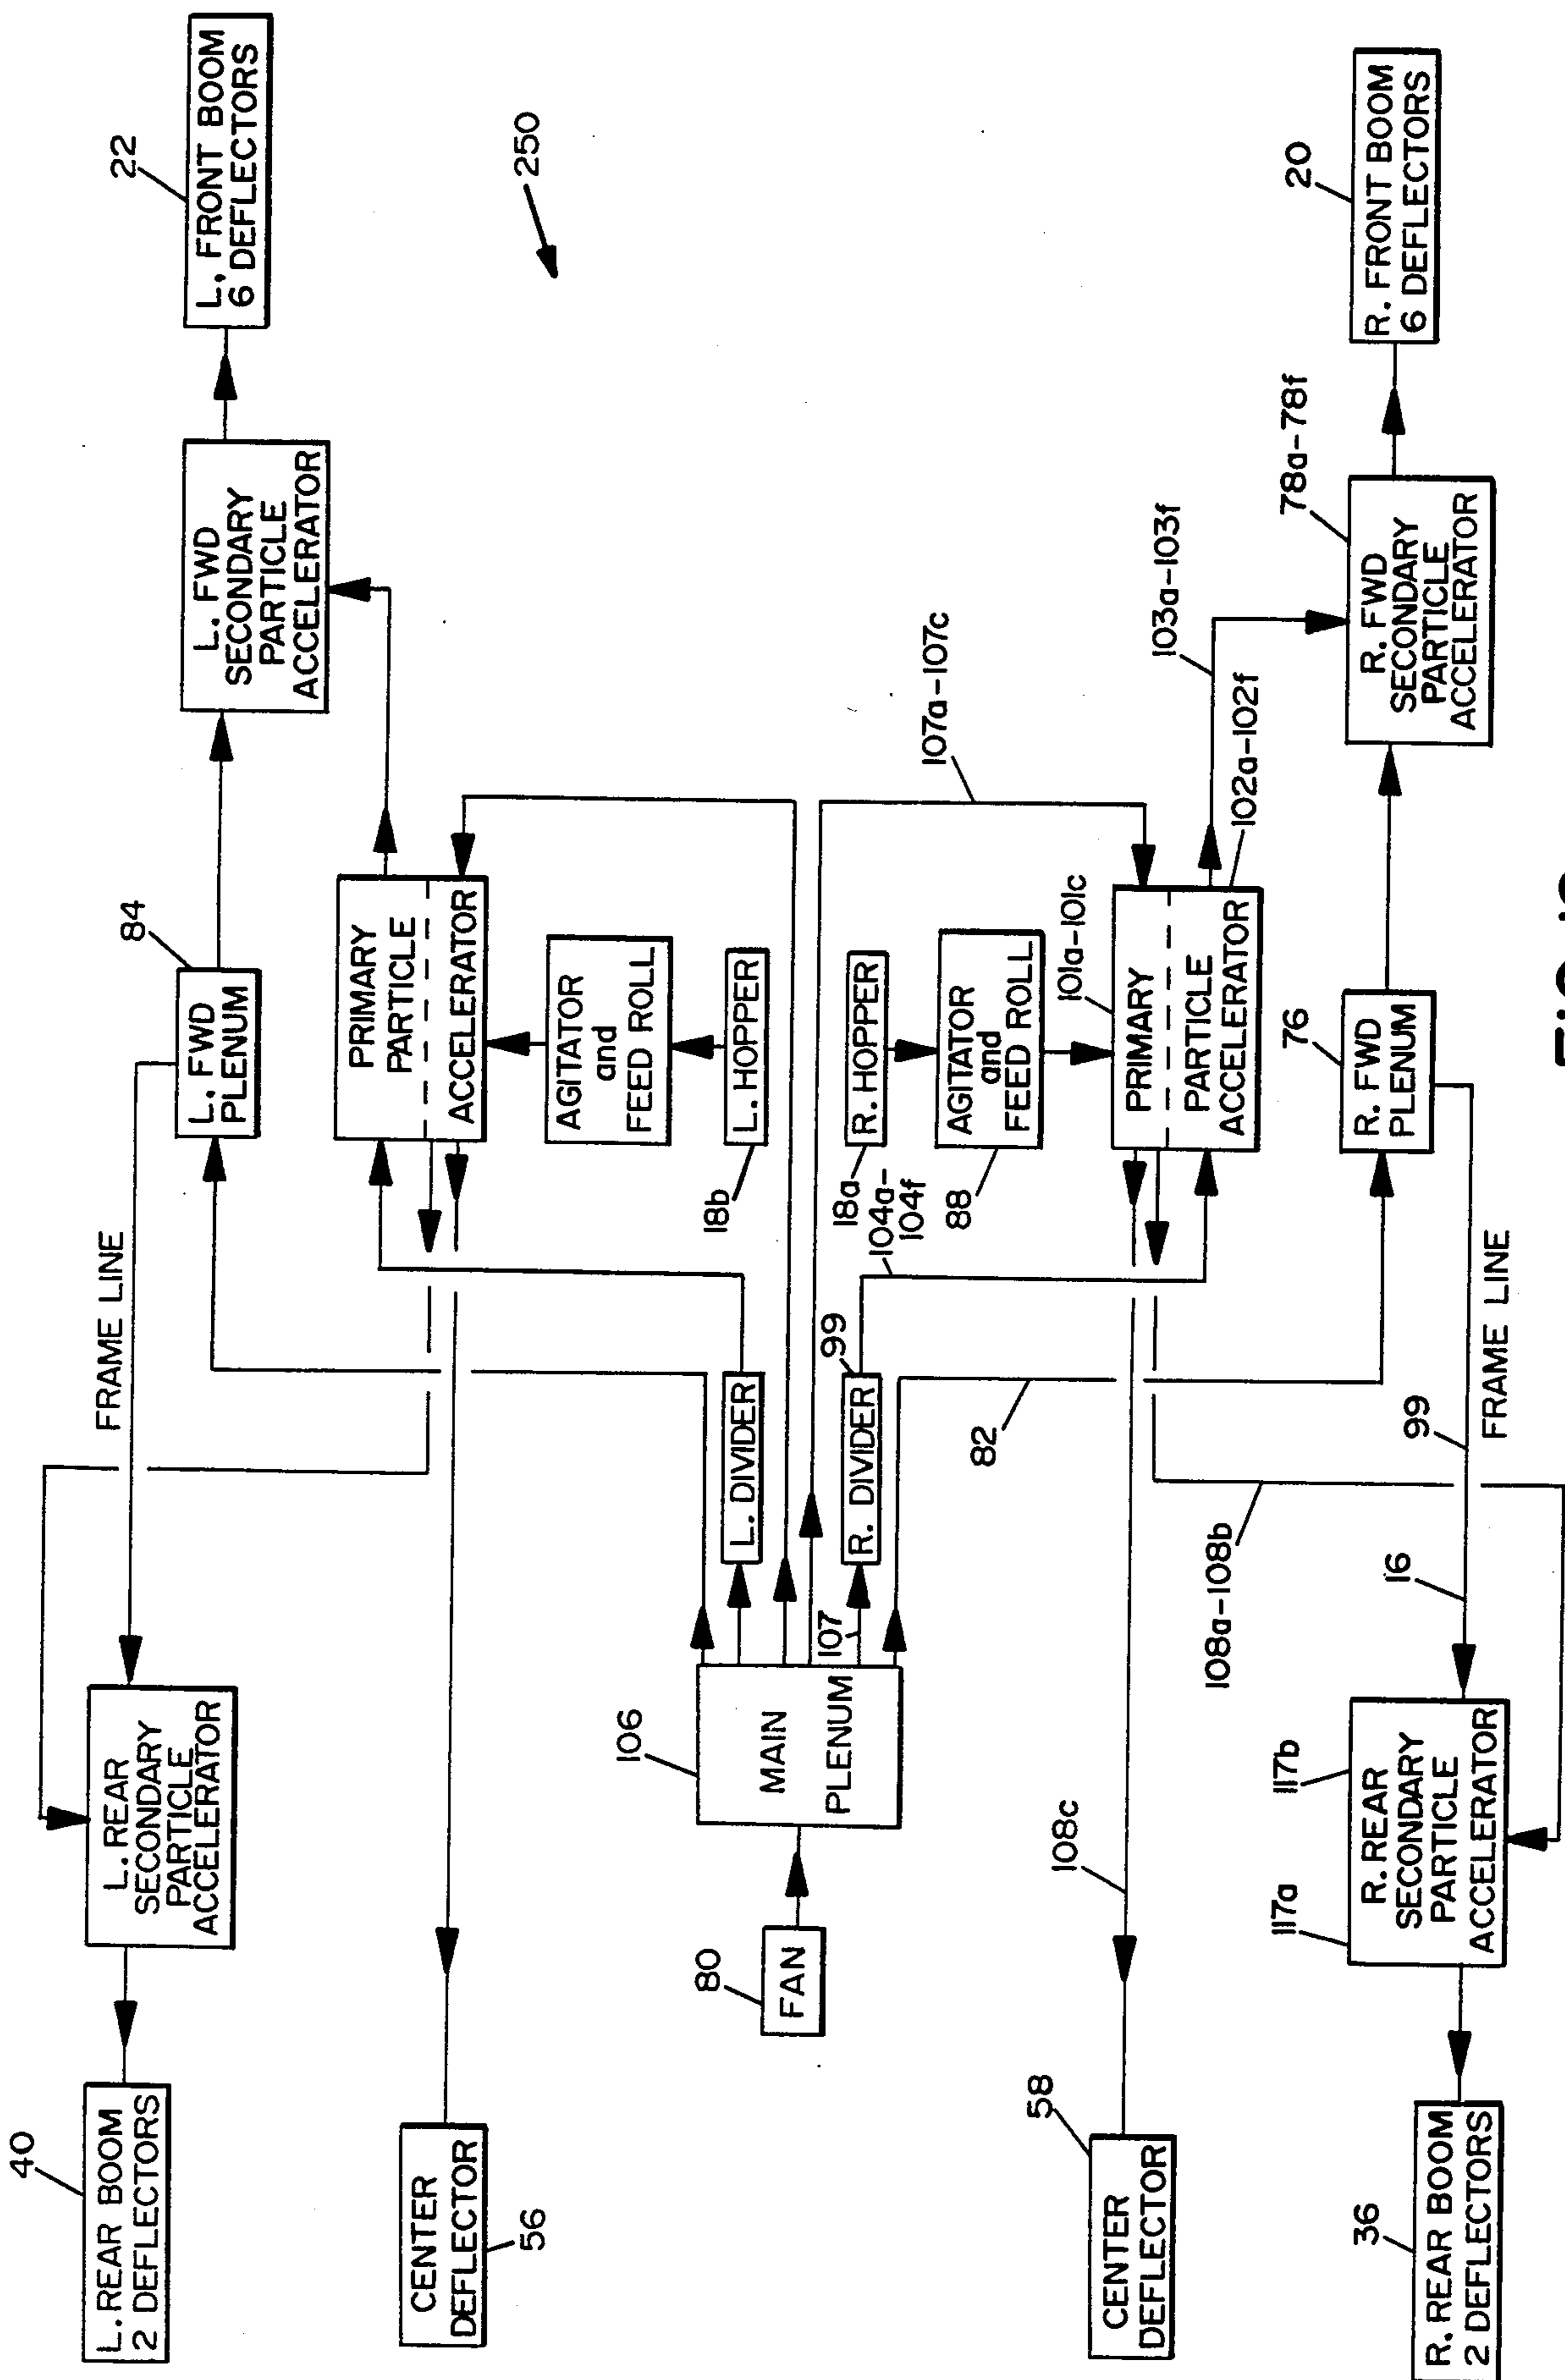 22
L, FRONT BOOM
6 DEFLECTORS
250
20
R. FRONT BOOM
6 DEFLECTORS
L. FWD
SECONDARY
PARTICLE
ACCELERATOR
78a-78f
R. FWD
SECONDARY
PARTICLE
ACCELERATOR
103a-103f
107a-107c
102a-102f
84
L. FWD
PLENUM
PRIMARY
PARTICLE
ACCELERATOR
AGITATOR
and
FEED ROLL
L. HOPPER
18b
R. HOPPER
18a
AGITATOR
and
FEED ROLL
88
101a-101c
PRIMARY
PARTICLE
ACCELERATOR
76
R. FWD
PLENUM
104a-
104f
FRAME LINE
L. DIVIDER
R. DIVIDER
99
82
99
FRAME LINE
16
108a-108b
107
106
MAIN
PLENUM
L. REAR
SECONDARY
PARTICLE
ACCELERATOR
108c
117b
117a
R. REAR
SECONDARY
PARTICLE
ACCELERATOR
80
FAN
40
L. REAR BOOM
2 DEFLECTORS
CENTER
DEFLECTOR
56
58
CENTER
DEFLECTOR
36
R. REAR BOOM
2 DEFLECTORS